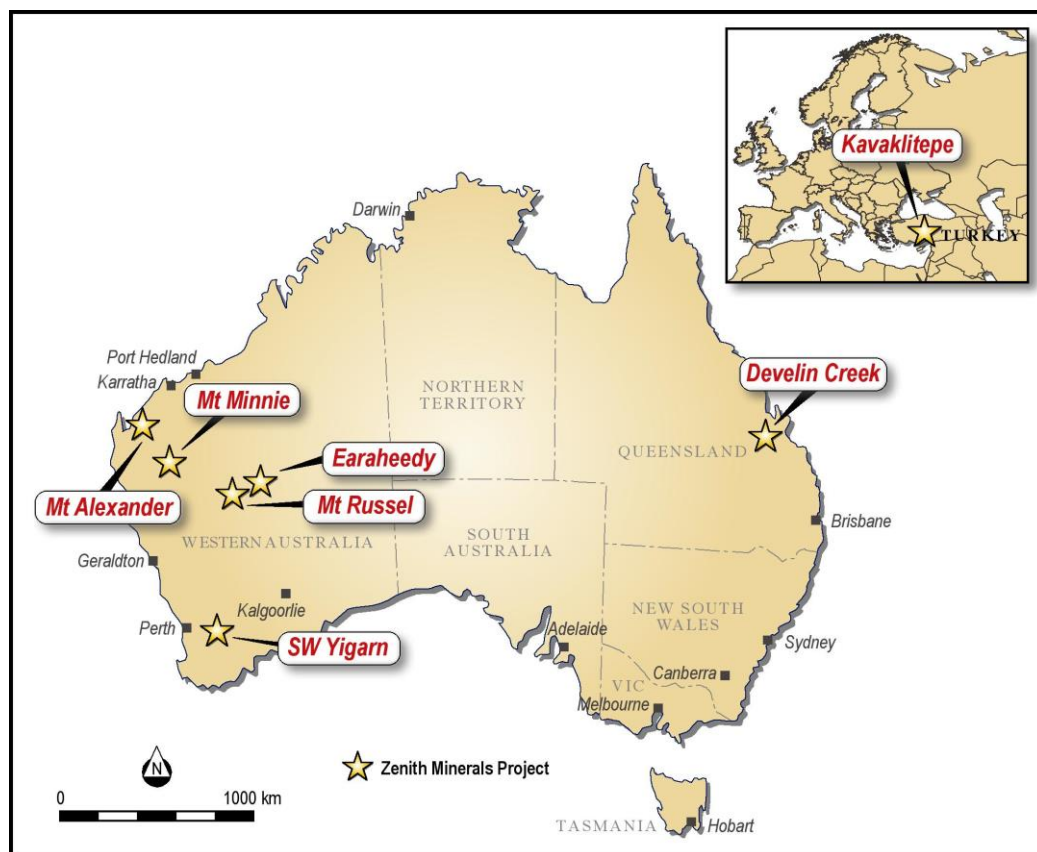 Kavaklitepe
TURKEY
Darwin
Port Hedland
Karratha
Mt Minnie
NORTHERN
TERRITORY
Develin Creek
QUEENSLAND
Earaheedy
Mt Alexander
Mt Russel
WESTERN AUSTRALIA
SOUTH
AUSTRALIA
Brisbane
Geraldton
Kalgoorlie
NEW SOUTH
WALES
Perth
SW Yigarn
Adelaide
Sydney
Canberra
VIC
Melbourne
N
Zenith Minerals Project
0 1000 km
TASMANIA
Hobart